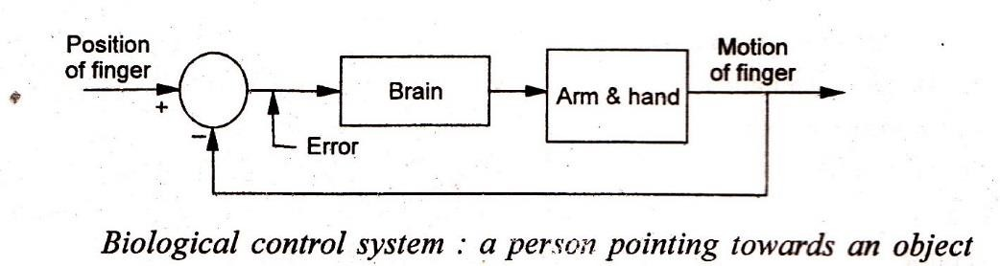 Position
of finger
+
−
Error
Brain
Arm & hand
Motion
of finger
Biological control system : a person pointing towards an object